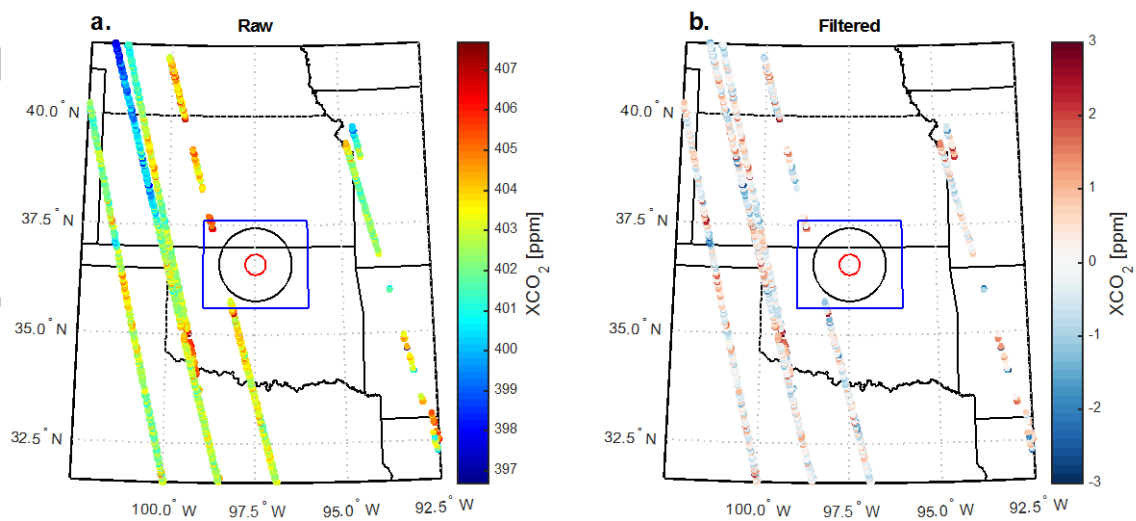 a.
Raw
40.0° N
37.5° N
35.0° N
32.5° N
100.0° W
97.5° W
95.0° W
92.5° W
407
406
405
404
403
402
401
400
399
398
397
XCO₂ [ppm]
b.
Filtered
40.0° N
37.5° N
35.0° N
32.5° N
100.0° W
97.5° W
95.0° W
92.5° W
3
2
1
0
-1
-2
-3
XCO₂ [ppm]